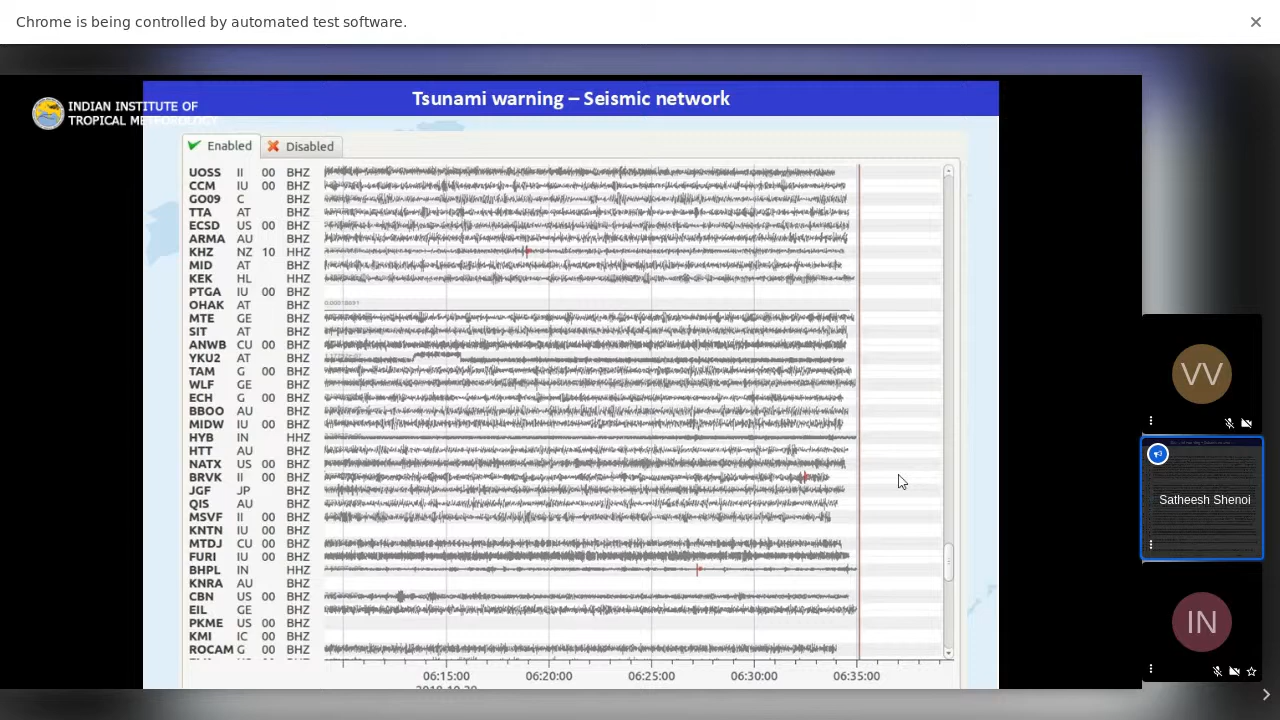 Chrome is being controlled by automated test software.
INDIAN INSTITUTE OF
TROPICAL METEOROLOGY
Tsunami warning – Seismic network
Enabled
Disabled
UOSS II 00 BHZ
CCM IU 00 BHZ
GO09 C BHZ
TTA AT BHZ
ECSD US 00 BHZ
ARMA AU BHZ
KHZ NZ 10 HHZ
MID AT BHZ
KEK HL HHZ
PTGA IU 00 BHZ
OHAK AT BHZ
MTE GE BHZ
SIT AT BHZ
ANWB CU 00 BHZ
YKU2 AT BHZ
TAM G 00 BHZ
WLF GE BHZ
ECH G 00 BHZ
BBOO AU BHZ
MIDW IU 00 BHZ
HYB IN HHZ
HTT AU BHZ
NATX US 00 BHZ
BRVK II 00 BHZ
JGF JP BHZ
QIS AU BHZ
MSVF II 00 BHZ
KNTN IU 00 BHZ
MTDJ CU 00 BHZ
FURI IU 00 BHZ
BHPL IN HHZ
KNRA AU BHZ
CBN US 00 BHZ
EIL GE BHZ
PKME US 00 BHZ
KMI IC 00 BHZ
ROCAM G 00 BHZ
06:15:00 06:20:00 06:25:00 06:30:00 06:35:00
VV
Satheesh Shenoi
IN